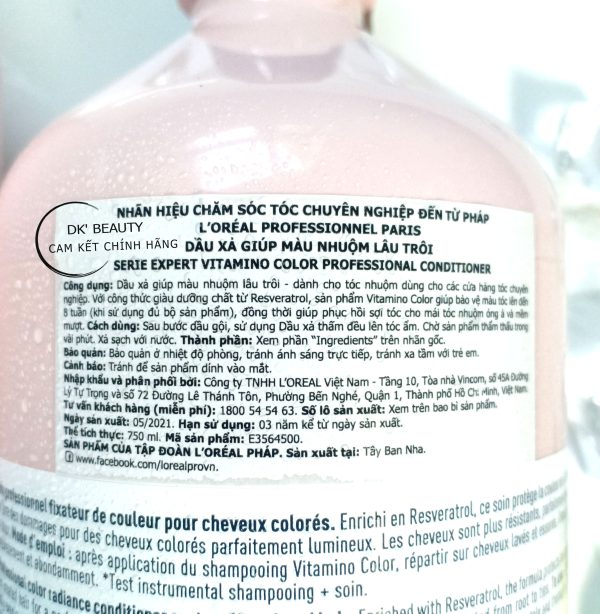 NHÃN HIỆU CHĂM SÓC TÓC CHUYÊN NGHIỆP ĐẾN TỪ PHÁP
L'ORÉAL PROFESSIONNEL PARIS
DẦU XẢ GIÚP MÀU NHUỘM LÂU TRÔI
SERIE EXPERT VITAMINO COLOR PROFESSIONAL CONDITIONER
DK' BEAUTY
CAM KẾT CHÍNH HÃNG
Công dụng: Dầu xả giúp màu nhuộm lâu trôi - dành cho tóc nhuộm dùng cho các cửa hàng tóc chuyên
nghiệp. Với công thức giàu dưỡng chất từ Resveratrol, sản phẩm Vitamino Color giúp bảo vệ màu tóc lên đến
8 tuần (khi sử dụng đủ bộ sản phẩm), đồng thời giúp phục hồi sợi tóc cho mái tóc nhuộm óng ả và mềm
mượt. Cách dùng: Sau bước dầu gội, sử dụng Dầu xả thấm đều lên tóc ẩm. Chờ sản phẩm thẩm thấu trong
vài phút. Xả sạch với nước. Thành phần: Xem phần "Ingredients" trên nhãn gốc.
Bảo quản: Bảo quản ở nhiệt độ phòng, tránh ánh sáng trực tiếp, tránh xa tầm với trẻ em.
Cảnh báo: Tránh để sản phẩm dính vào mắt.
Nhập khẩu và phân phối bởi: Công ty TNHH L'OREAL Việt Nam - Tầng 10, Tòa nhà Vincom, số 45A Đường
Lý Tự Trọng và số 72 Đường Lê Thánh Tôn, Phường Bến Nghé, Quận 1, Thành phố Hồ Chí Minh, Việt Nam.
Tư vấn khách hàng (miễn phí): 1800 54 54 63. Số lô sản xuất: Xem trên bao bì sản phẩm.
Ngày sản xuất: 05/2021. Hạn sử dụng: 03 năm kể từ ngày sản xuất.
Thể tích thực: 750 ml. Mã sản phẩm: E3564500.
SẢN PHẨM CỦA TẬP ĐOÀN L'ORÉAL PHÁP. Sản xuất tại: Tây Ban Nha.
www.facebook.com/lorealprovn.
professionnel fixateur de couleur pour cheveux colorés. Enrichi en Resveratrol, ce soin protège la couleur
des dommages pour des cheveux colorés parfaitement lumineux. Les cheveux sont plus résistants,
Mode d'emploi : après application du shampooing Vitamino Color, répartir sur cheveux lavés et essorés,
et abondamment. *Test instrumental shampooing + soin.
color radiance conditioner Enriched with Resveratrol, the formula
from root to